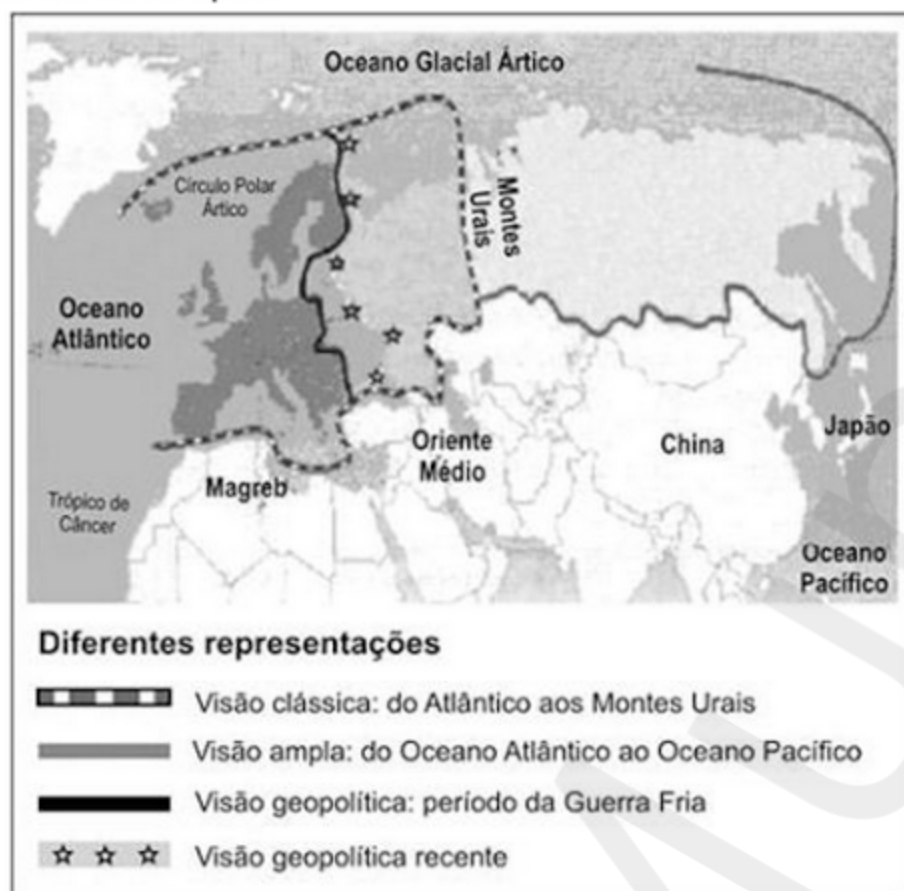 Oceano Glacial Ártico
Círculo Polar
Ártico
Montes
Urais
Oceano
Atlântico
Japão
Oriente
Médio
China
Magreb
Trópico de
Câncer
Oceano
Pacífico
Diferentes representações
Visão clássica: do Atlântico aos Montes Urais
Visão ampla: do Oceano Atlântico ao Oceano Pacífico
Visão geopolítica: período da Guerra Fria
Visão geopolítica recente